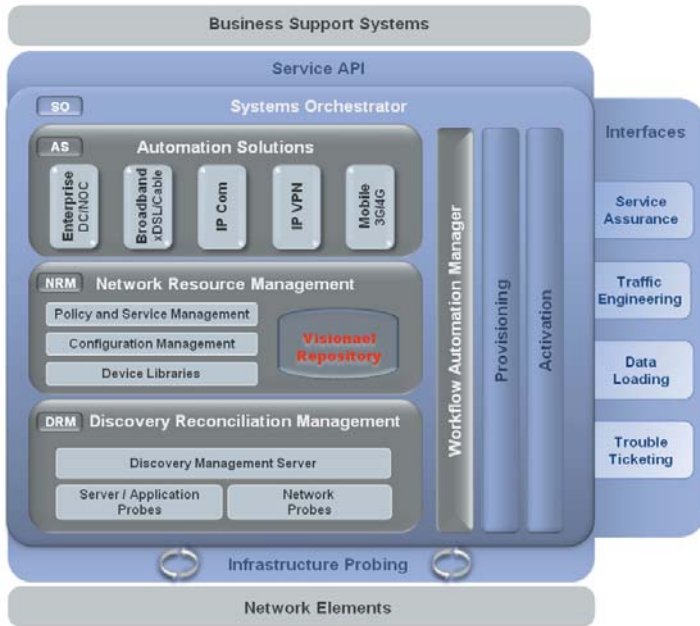 Business Support Systems
Service API
SO
Systems Orchestrator
AS
Automation Solutions
Enterprise
DC/NOC
Broadband
xDSL/Cable
IP Com
IP VPN
Mobile
3G/4G
NRM
Network Resource Management
Policy and Service Management
Configuration Management
Device Libraries
Visionael
Repository
DRM
Discovery Reconciliation Management
Discovery Management Server
Server / Application
Probes
Network
Probes
Workflow Automation Manager
Provisioning
Activation
Interfaces
Service
Assurance
Traffic
Engineering
Data
Loading
Trouble
Ticketing
Infrastructure Probing
Network Elements